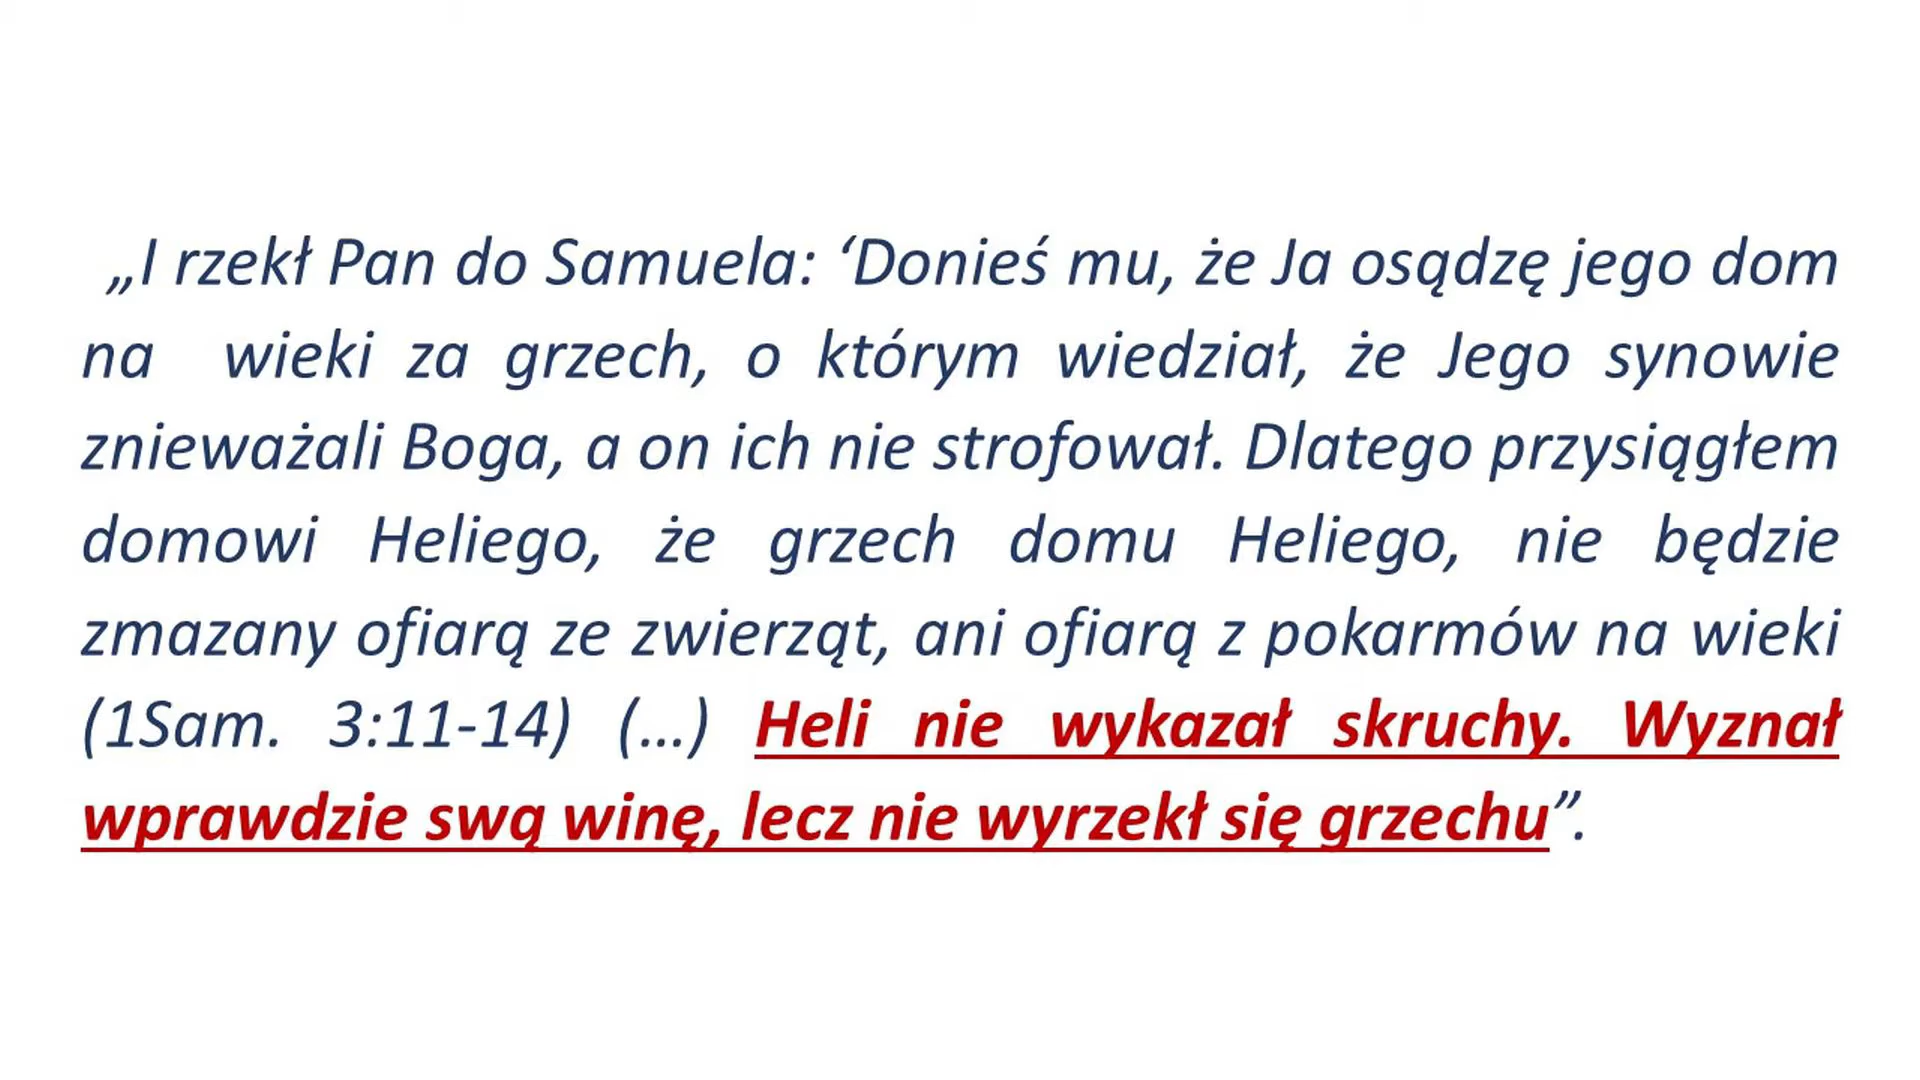 „I rzekł Pan do Samuela: ‘Donieś mu, że Ja osądzę jego dom
na wieki za grzech, o którym wiedział, że Jego synowie
znieważali Boga, a on ich nie strofował. Dlatego przysiągłem
domowi Heliego, że grzech domu Heliego, nie będzie
zmazany ofiarą ze zwierząt, ani ofiarą z pokarmów na wieki
(1Sam. 3:11-14) (…) Heli nie wykazał skruchy. Wyznał
wprawdzie swą winę, lecz nie wyrzekł się grzechu”.